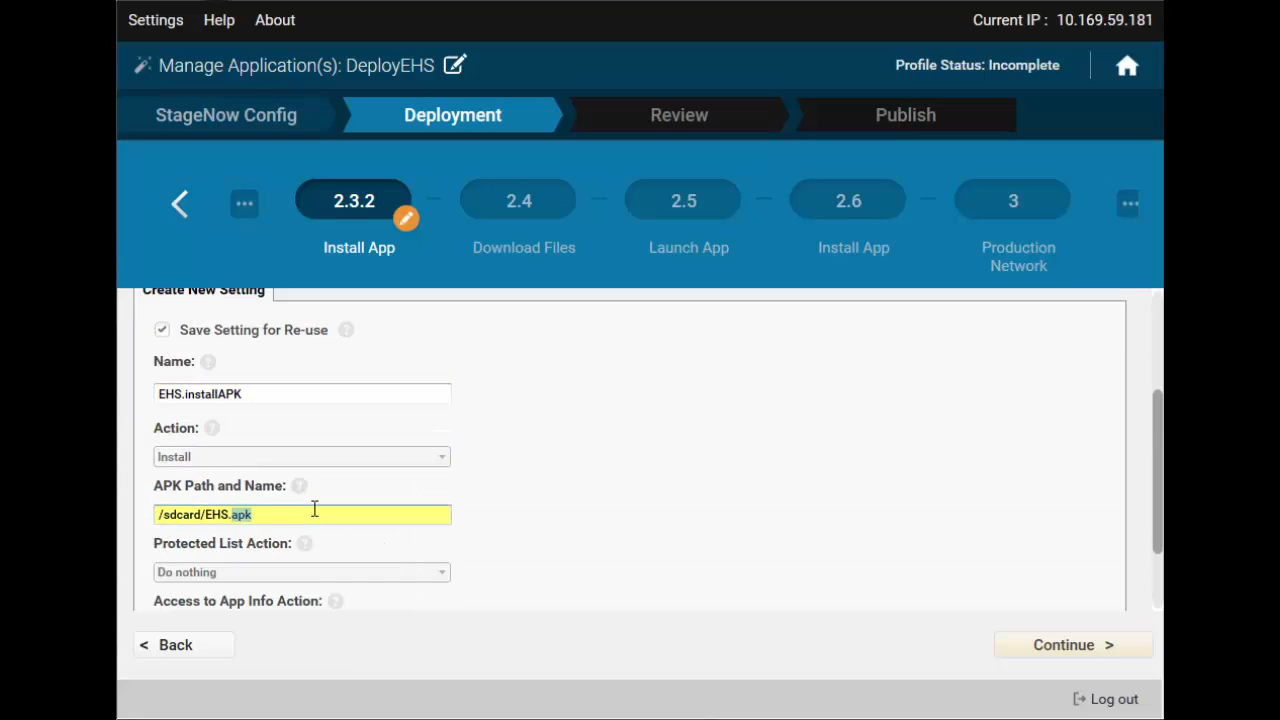 Settings Help About Current IP : 10.169.59.181
Manage Application(s): DeployEHS Profile Status: Incomplete
StageNow Config Deployment Review Publish
... 2.3.2 2.4 2.5 2.6 3 ...
Install App Download Files Launch App Install App Production
Network
Create New Setting
Save Setting for Re-use ?
Name: ?
EHS.installAPK
Action: ?
Install
APK Path and Name: ?
/sdcard/EHS.apk
Protected List Action: ?
Do nothing
Access to App Info Action: ?
< Back Continue >
Log out